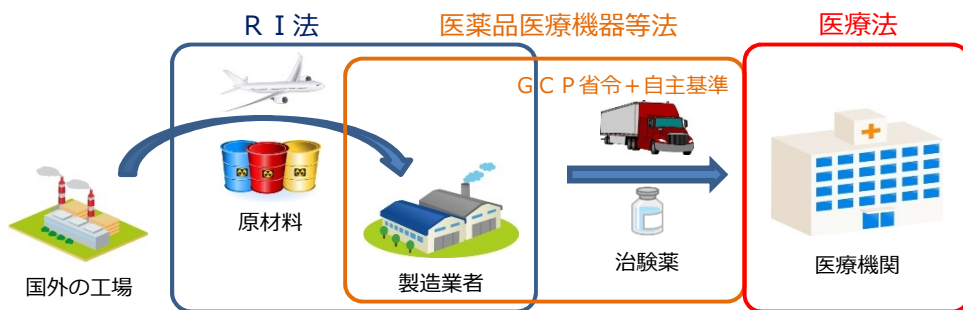 ＲＩ法
医薬品医療機器等法
医療法
ＧＣＰ省令＋自主基準
原材料
国外の工場
製造業者
治験薬
医療機関